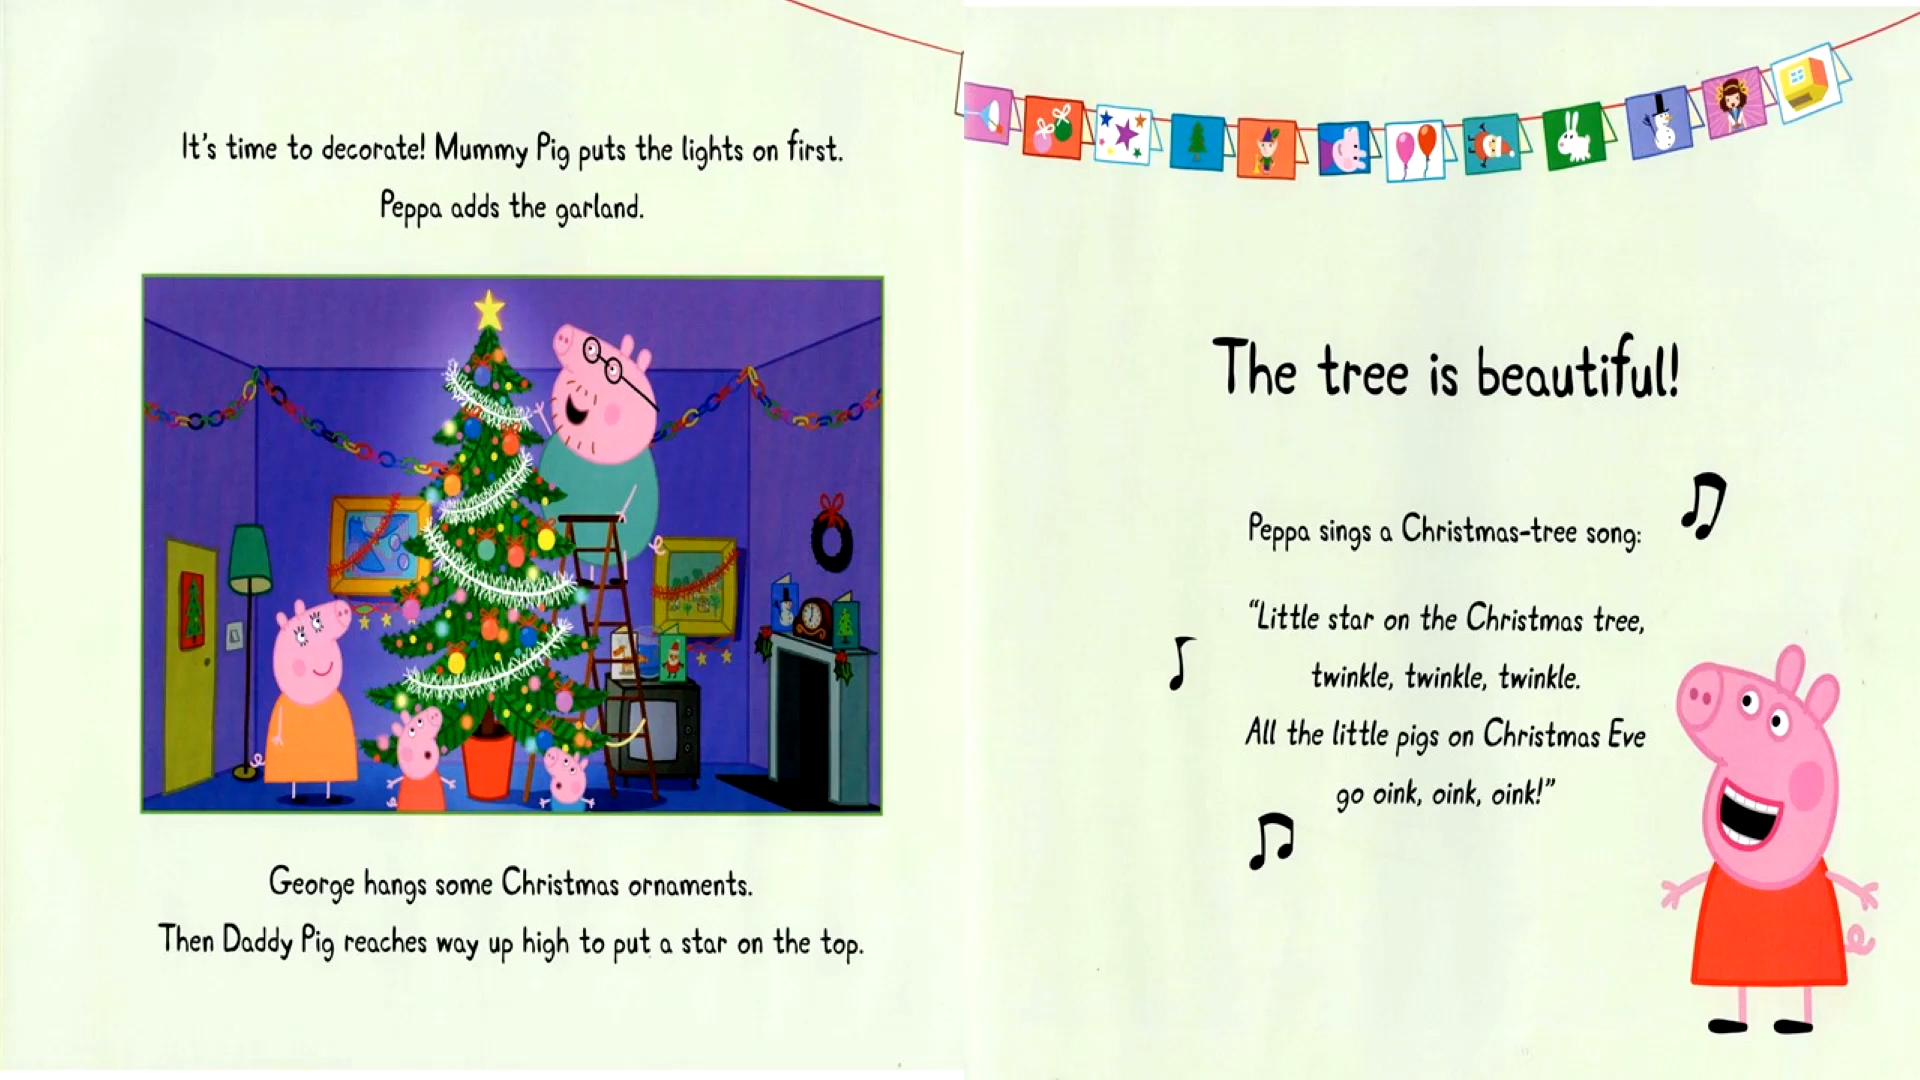 It's time to decorate! Mummy Pig puts the lights on first.
Peppa adds the garland.
George hangs some Christmas ornaments.
Then Daddy Pig reaches way up high to put a star on the top.
The tree is beautiful!
Peppa sings a Christmas-tree song:
“Little star on the Christmas tree,
twinkle, twinkle, twinkle.
All the little pigs on Christmas Eve
go oink, oink, oink!”